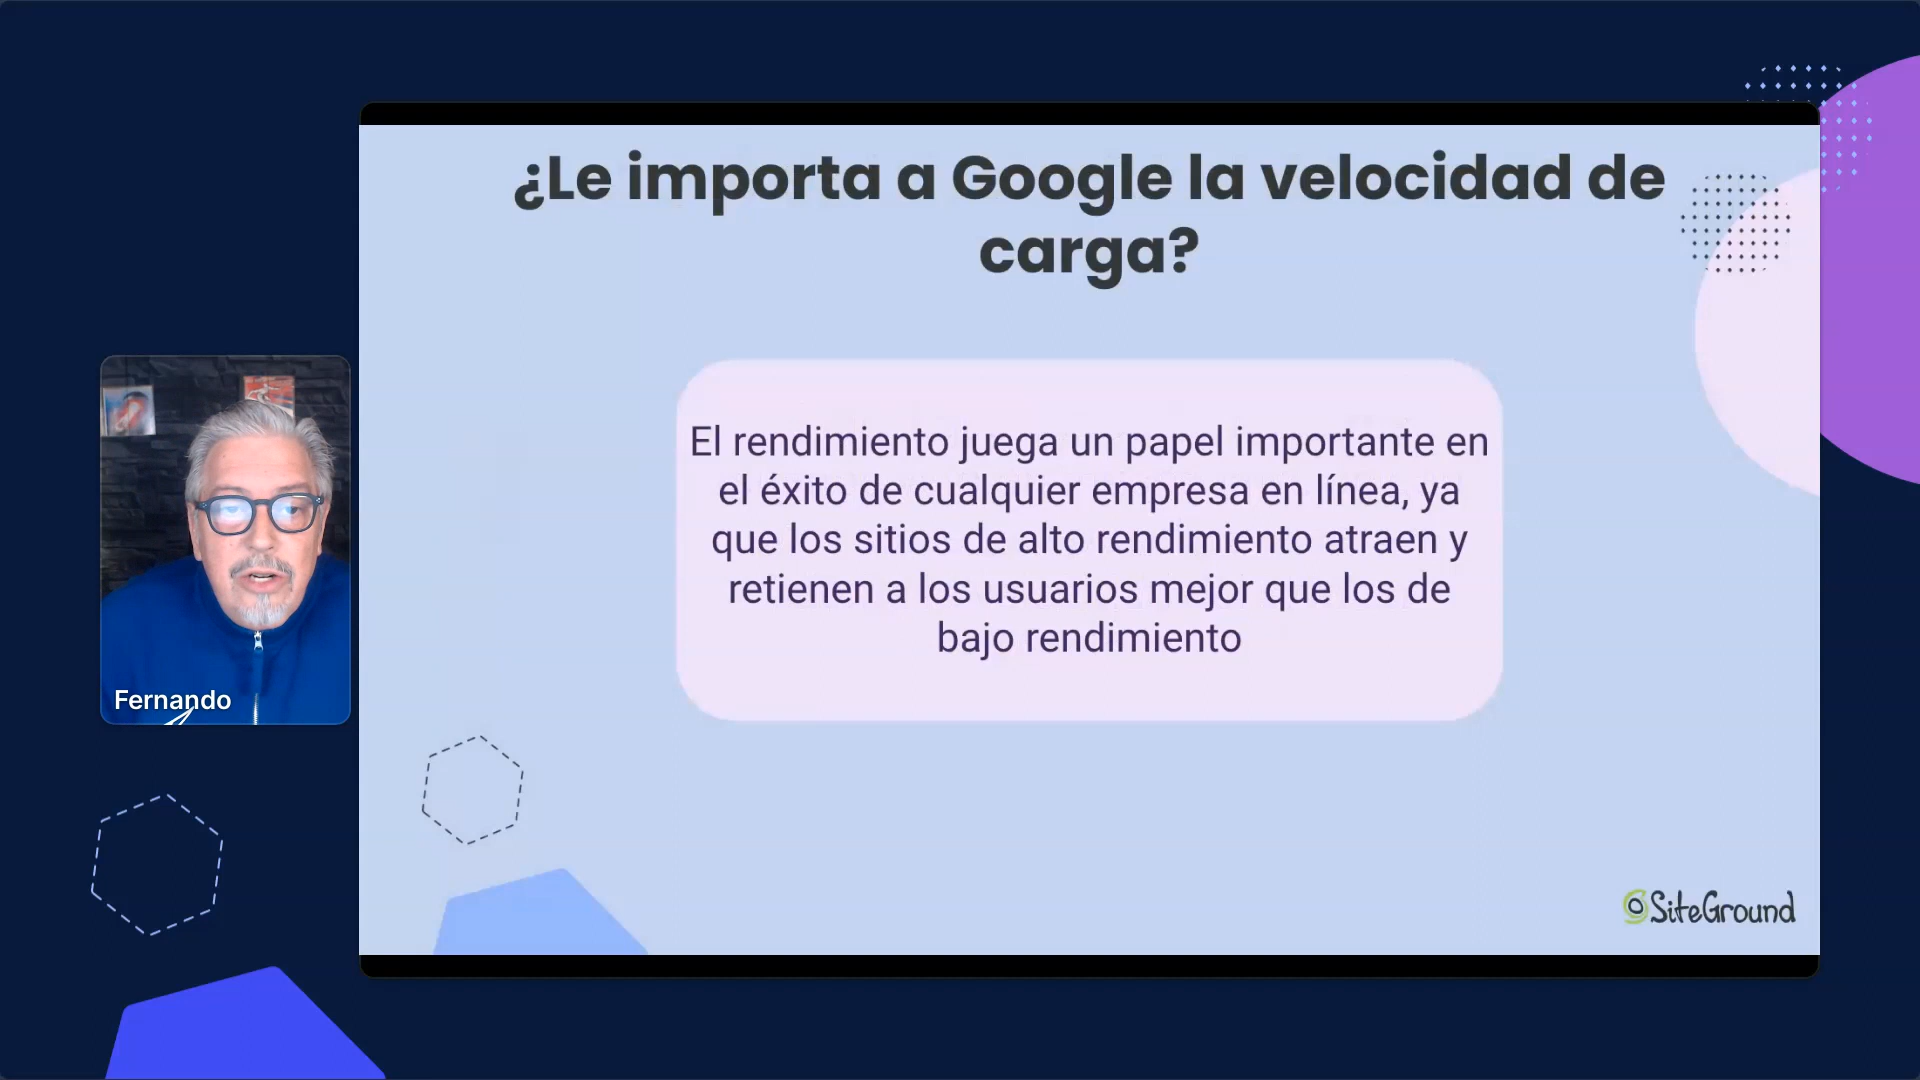 ¿Le importa a Google la velocidad de
carga?
El rendimiento juega un papel importante en
el éxito de cualquier empresa en línea, ya
que los sitios de alto rendimiento atraen y
retienen a los usuarios mejor que los de
bajo rendimiento
Fernando
SiteGround